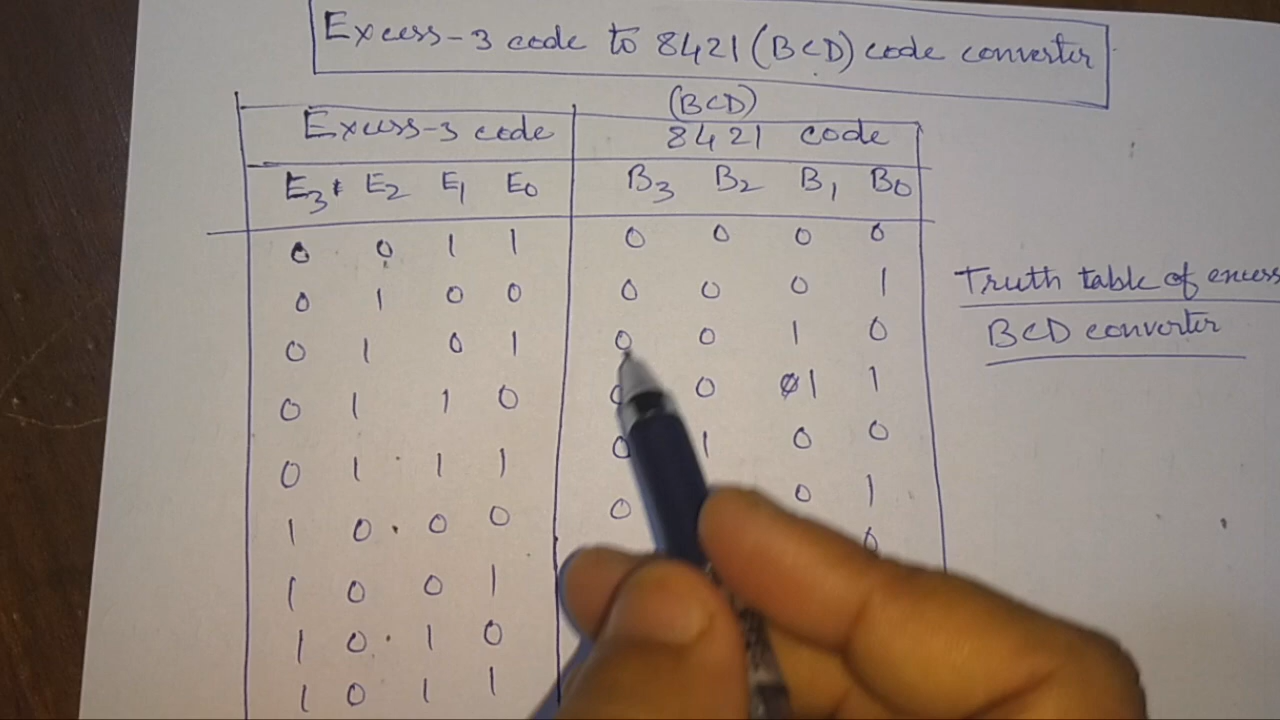 Excess-3 code to 8421 (BCD) code converter
(BCD)
Excess-3 code 8421 code
E3 E2 E1 E0 B3 B2 B1 B0
0 0 1 1 0 0 0 0
0 1 0 0 0 0 0 1
0 1 0 1 0 0 1 0
0 1 1 0 0 0 1 1
0 1 1 1 0 1 0 0
1 0 0 0 0 0 1
1 0 0 1 0
1 0 1 0
1 0 1 1
Truth table of excess
BCD converter